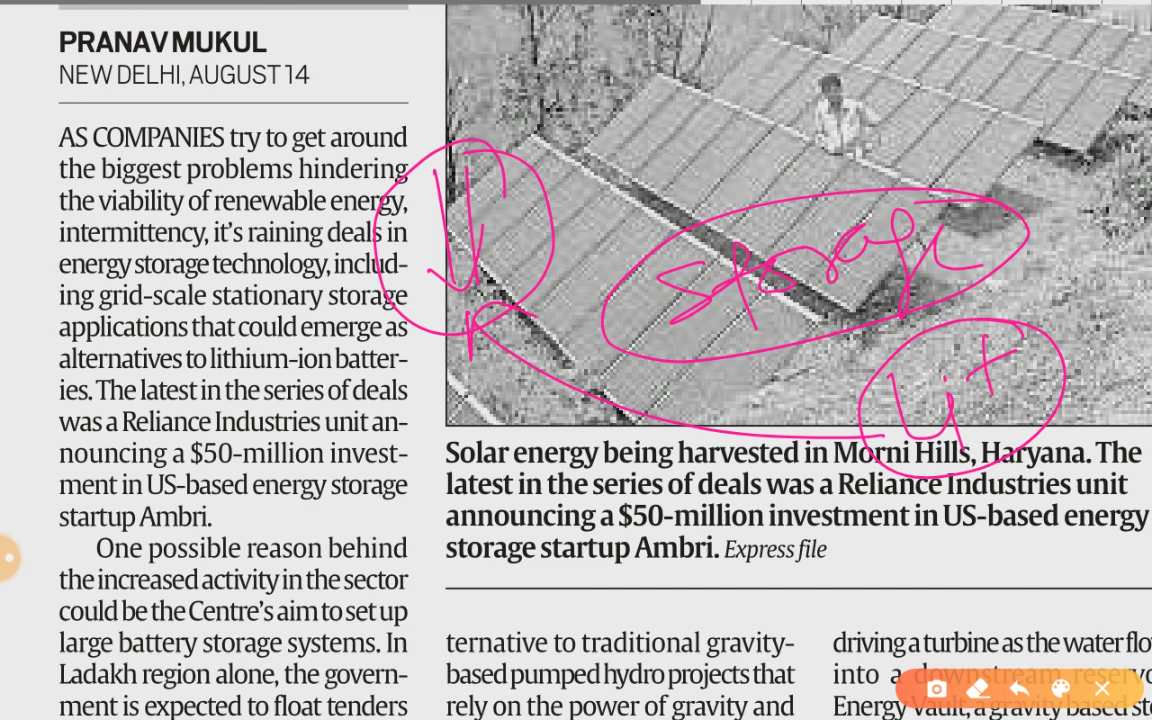 PRANAV MUKUL
NEW DELHI, AUGUST 14
AS COMPANIES try to get around
the biggest problems hindering
the viability of renewable energy,
intermittency, it's raining deals in
energy storage technology, includ-
ing grid-scale stationary storage
applications that could emerge as
alternatives to lithium-ion batter-
ies. The latest in the series of deals
was a Reliance Industries unit an-
nouncing a $50-million invest-
ment in US-based energy storage
startup Ambri.
One possible reason behind
the increased activity in the sector
could be the Centre's aim to set up
large battery storage systems. In
Ladakh region alone, the govern-
ment is expected to float tenders
Storage
Li+
Solar energy being harvested in Morni Hills, Haryana. The
latest in the series of deals was a Reliance Industries unit
announcing a $50-million investment in US-based energy
storage startup Ambri. Express file
ternative to traditional gravity-
based pumped hydro projects that
rely on the power of gravity and
driving a turbine as the water
into a downstream
Energy Vault, a gravity based